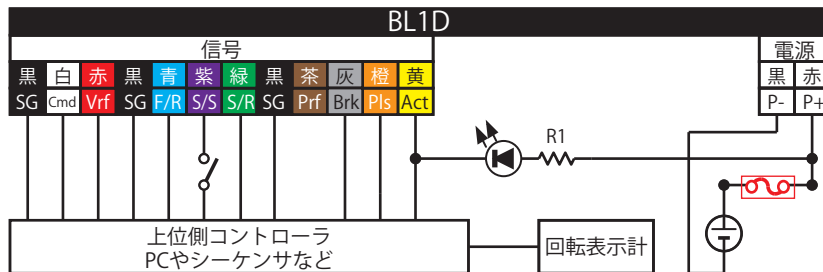 BL1D
信号 電源
黒 白 赤 黒 青 紫 緑 黒 茶 灰 橙 黄 黒 赤
SG Cmd Vrf SG F/R S/S S/R SG Prf Brk Pls Act P- P+
R1
上位側コントローラ
PCやシーケンサなど
回転表示計